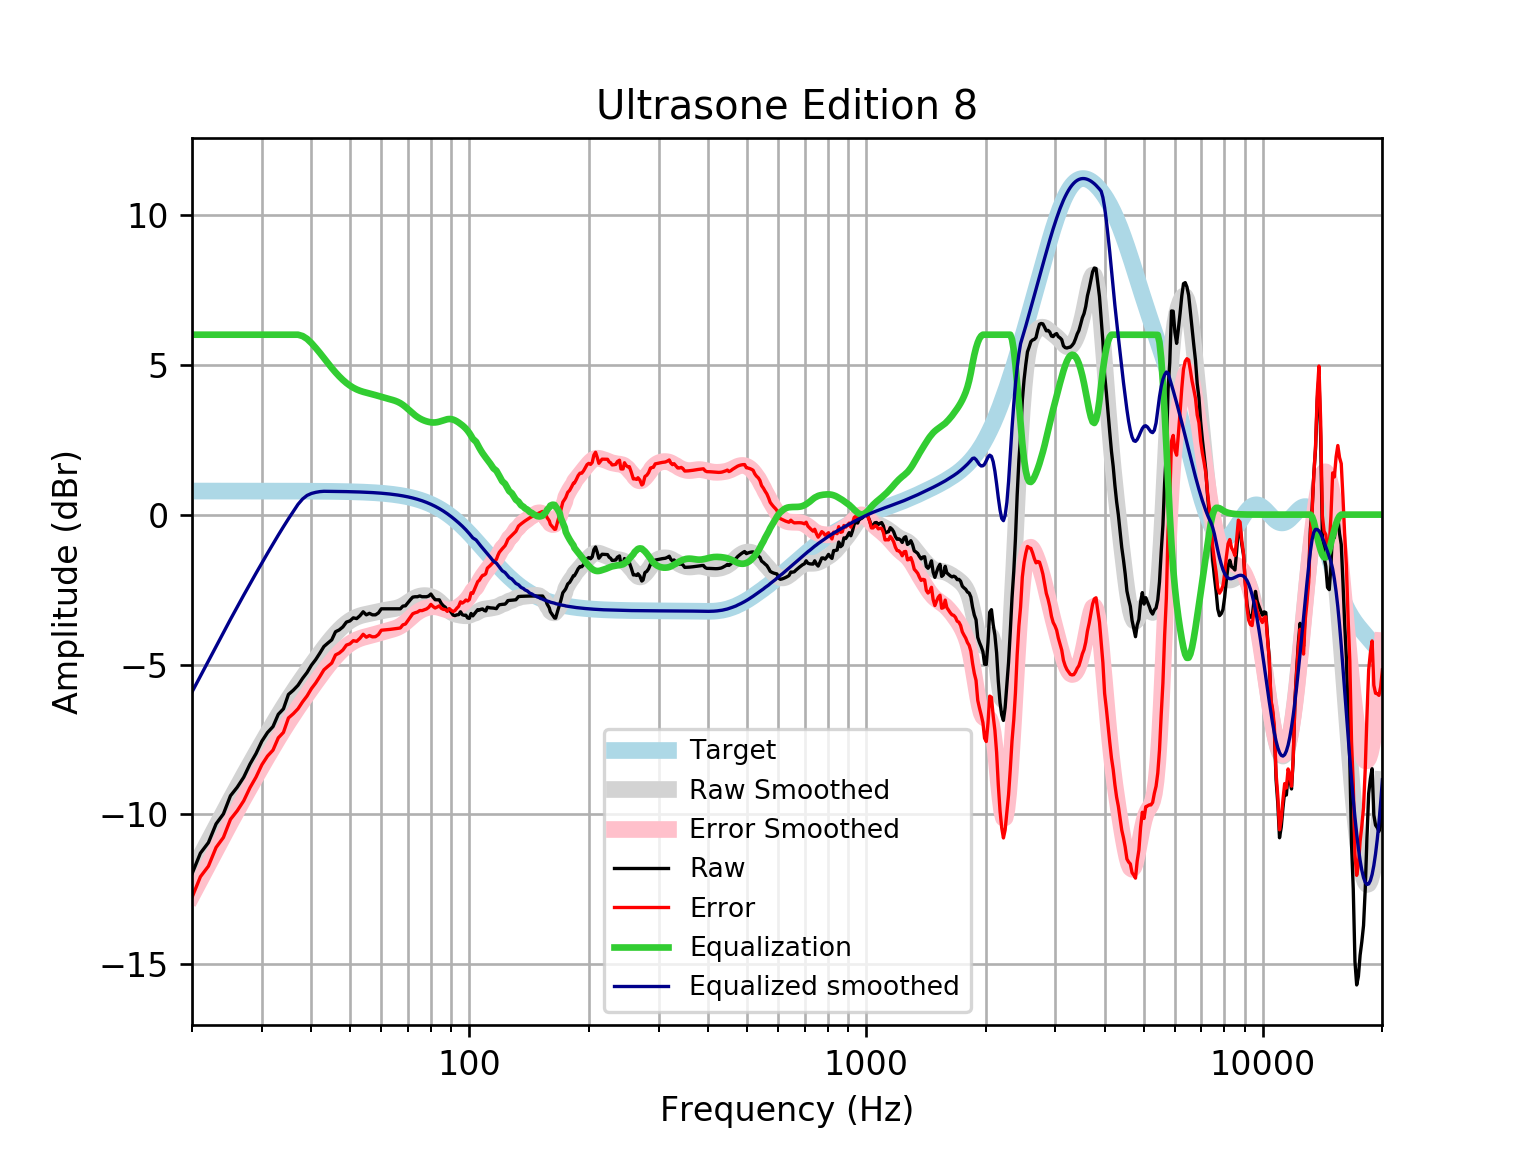 Ultrasone Edition 8
Amplitude (dBr)
10
5
0
−5
−10
−15
Target
Raw Smoothed
Error Smoothed
Raw
Error
Equalization
Equalized smoothed
100
1000
10000
Frequency (Hz)